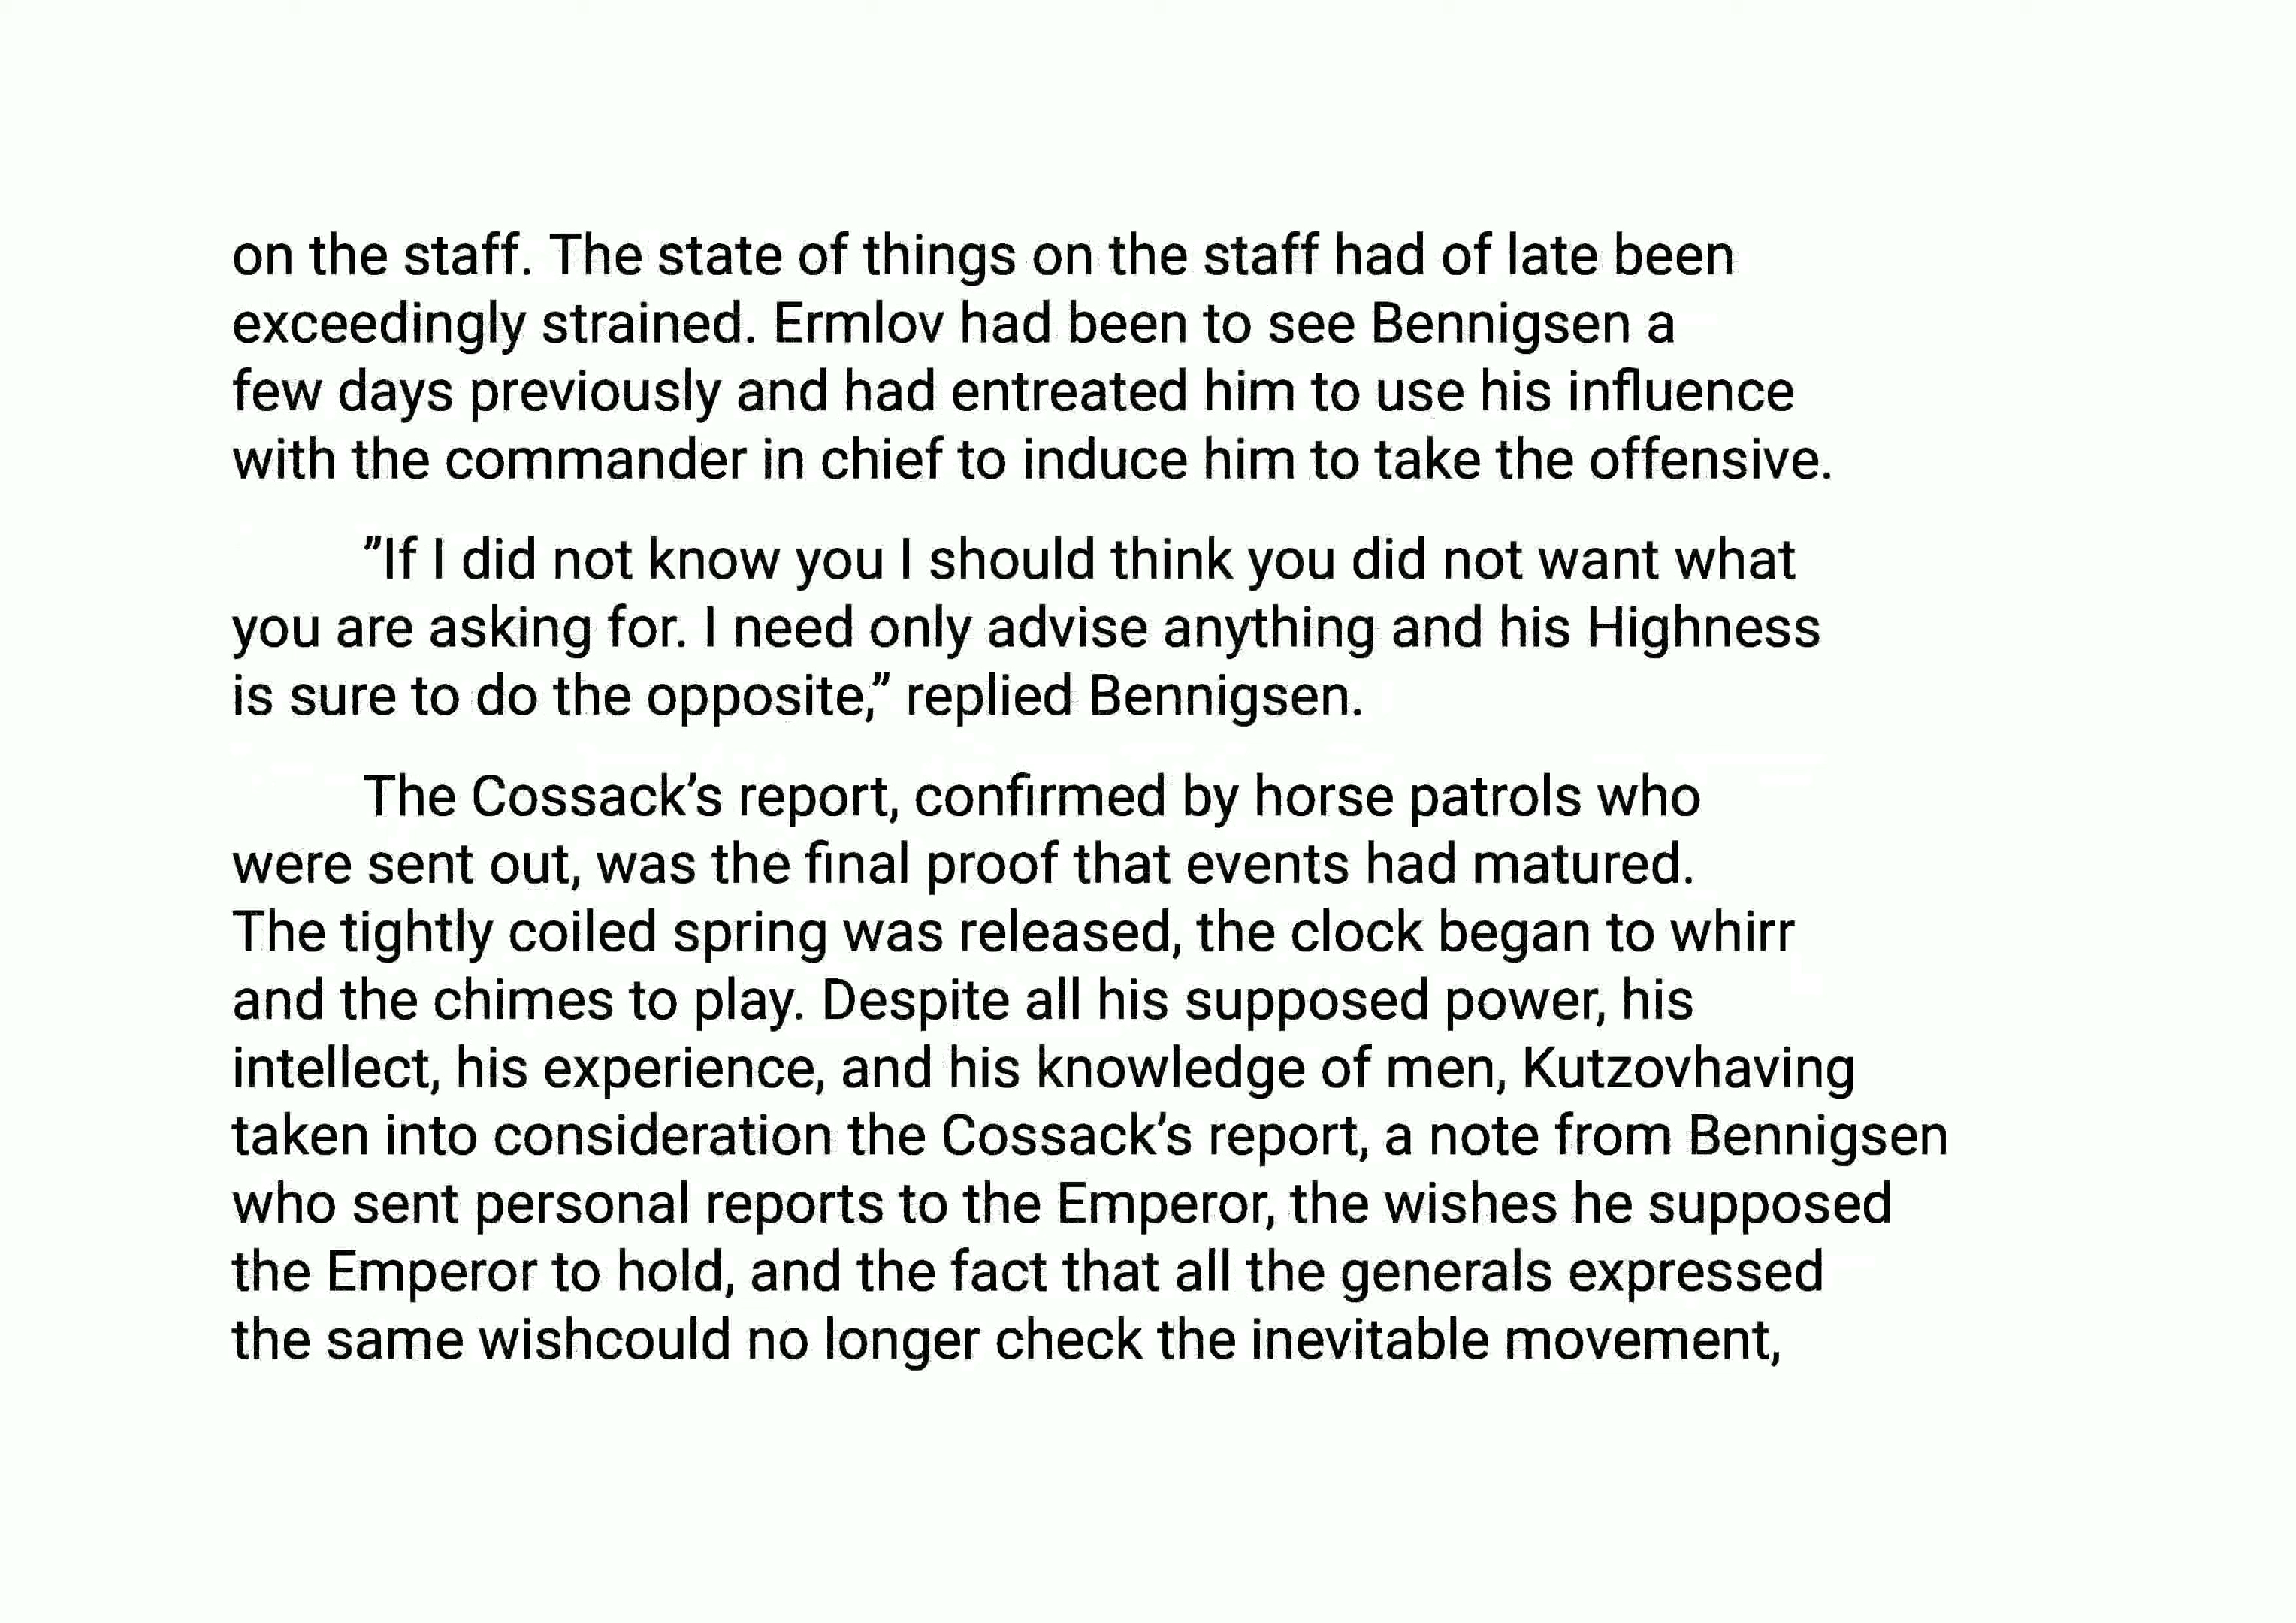 on the staff. The state of things on the staff had of late been
exceedingly strained. Ermlov had been to see Bennigsen a
few days previously and had entreated him to use his influence
with the commander in chief to induce him to take the offensive.
”If I did not know you I should think you did not want what
you are asking for. I need only advise anything and his Highness
is sure to do the opposite,” replied Bennigsen.
The Cossack’s report, confirmed by horse patrols who
were sent out, was the final proof that events had matured.
The tightly coiled spring was released, the clock began to whirr
and the chimes to play. Despite all his supposed power, his
intellect, his experience, and his knowledge of men, Kutzovhaving
taken into consideration the Cossack’s report, a note from Bennigsen
who sent personal reports to the Emperor, the wishes he supposed
the Emperor to hold, and the fact that all the generals expressed
the same wishcould no longer check the inevitable movement,